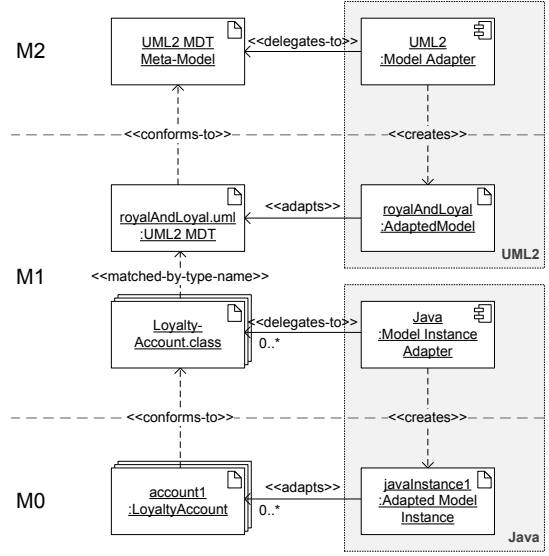 M2
UML2 MDT
Meta-Model
<<delegates-to>>
UML2
:Model Adapter
<<conforms-to>>
<<creates>>
royalAndLoyal.uml
:UML2 MDT
<<adapts>>
royalAndLoyal
:AdaptedModel
UML2
M1
<<matched-by-type-name>>
Loyalty-
Account.class
<<delegates-to>>
0..*
Java
:Model Instance
Adapter
<<conforms-to>>
<<creates>>
M0
account1
:LoyaltyAccount
<<adapts>>
0..*
javaInstance1
:Adapted Model
Instance
Java